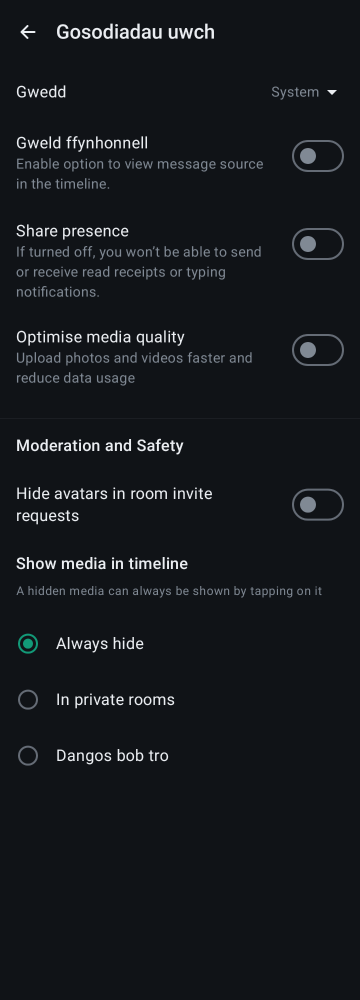 Gosodiadau uwch
Gwedd
System
Gweld ffynhonnell
Enable option to view message source
in the timeline.
Share presence
If turned off, you won’t be able to send
or receive read receipts or typing
notifications.
Optimise media quality
Upload photos and videos faster and
reduce data usage
Moderation and Safety
Hide avatars in room invite
requests
Show media in timeline
A hidden media can always be shown by tapping on it
Always hide
In private rooms
Dangos bob tro